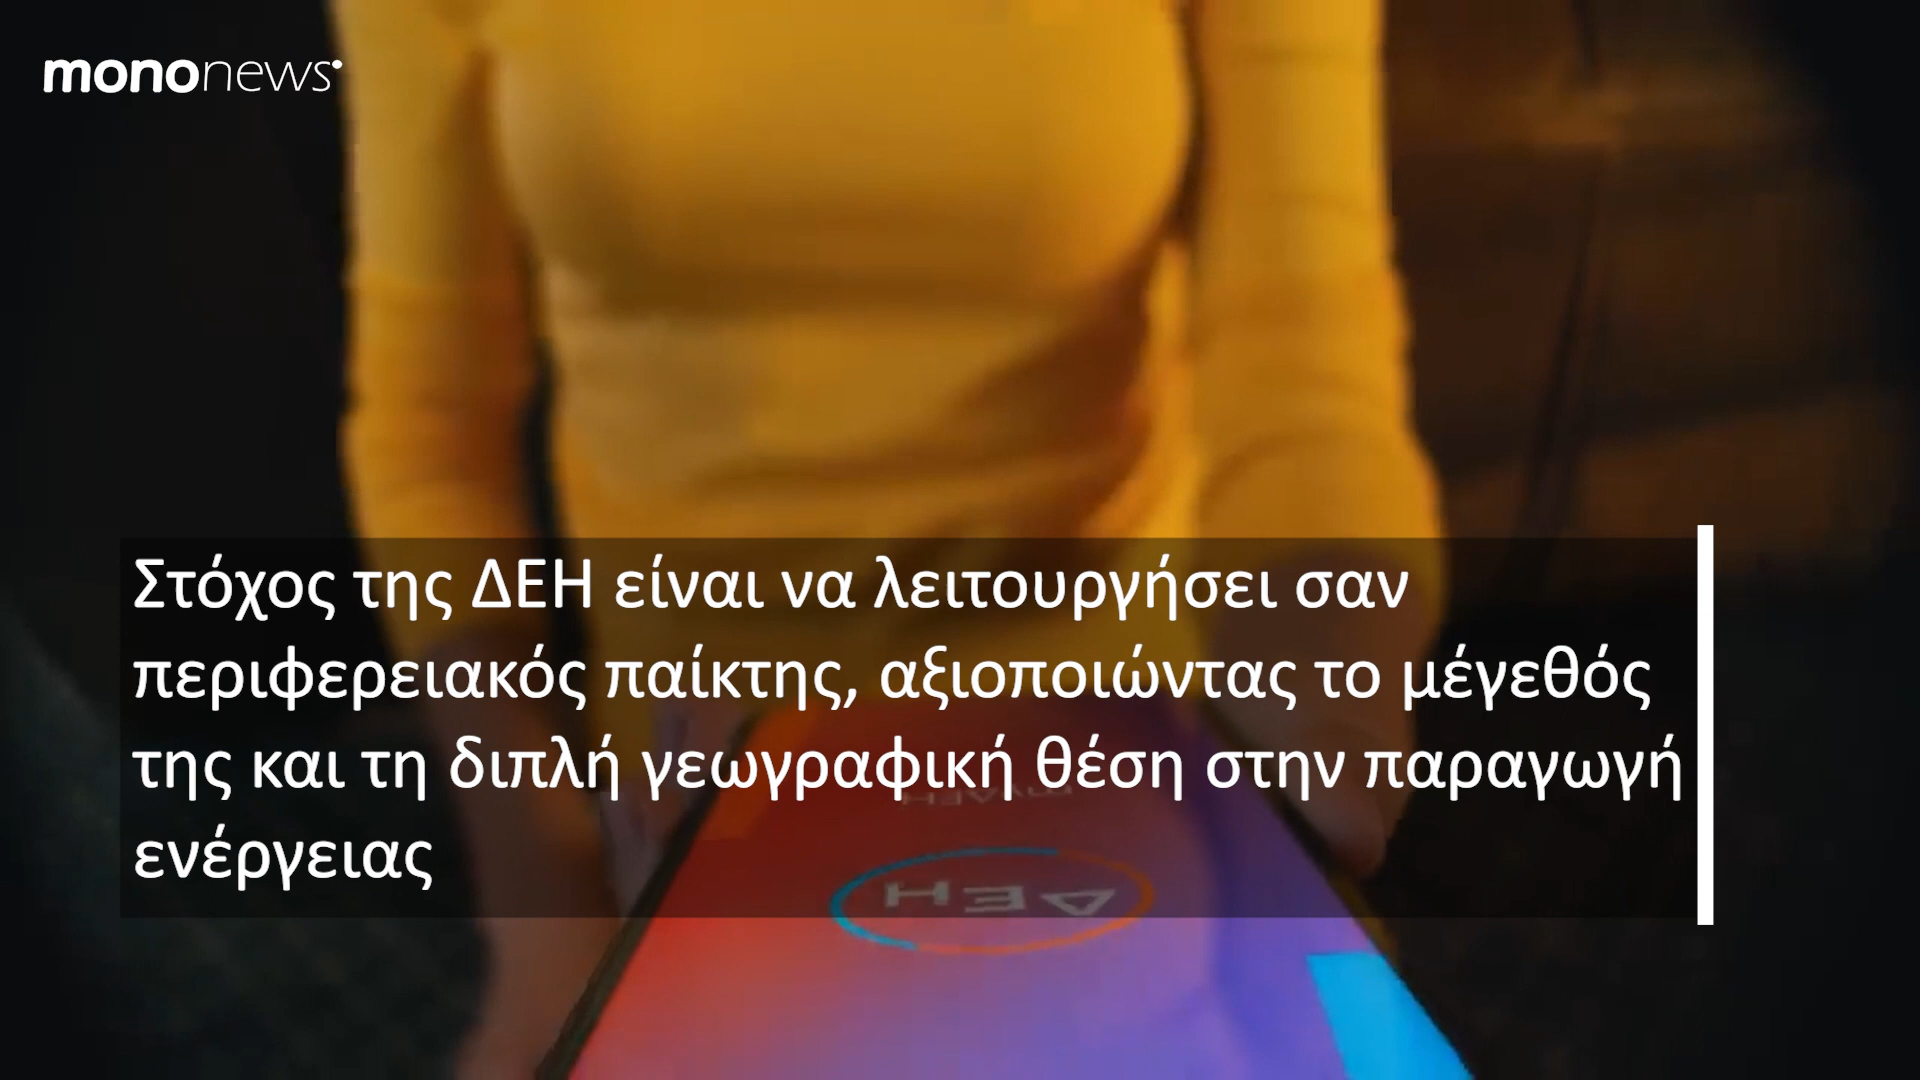 mononews
Στόχος της ΔΕΗ είναι να λειτουργήσει σαν
περιφερειακός παίκτης, αξιοποιώντας το μέγεθός
της και τη διπλή γεωγραφική θέση στην παραγωγή
ενέργειας
ΔΕΗ